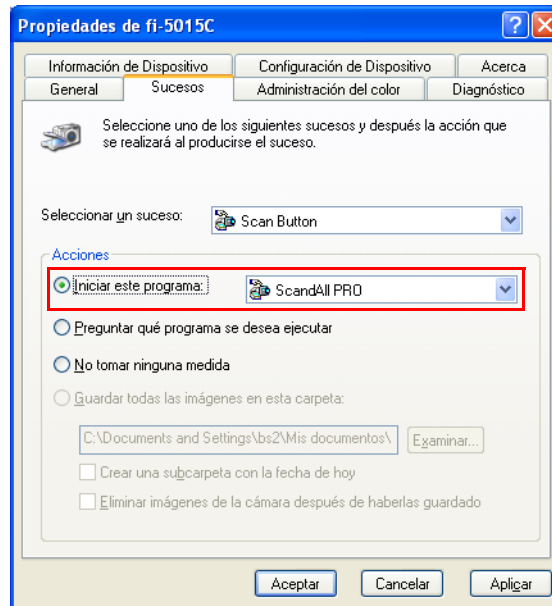 Propiedades de fi-5015C
Información de Dispositivo Configuración de Dispositivo Acerca
General Sucesos Administración del color Diagnóstico
Seleccione uno de los siguientes sucesos y después la acción que
se realizará al producirse el suceso.
Seleccionar un suceso: Scan Button
Acciones
Iniciar este programa: ScandAll PRO
Preguntar qué programa se desea ejecutar
No tomar ninguna medida
Guardar todas las imágenes en esta carpeta:
C:\Documents and Settings\bs2\Mis documentos\ Examinar...
Crear una subcarpeta con la fecha de hoy
Eliminar imágenes de la cámara después de haberlas guardado
Aceptar Cancelar Aplicar